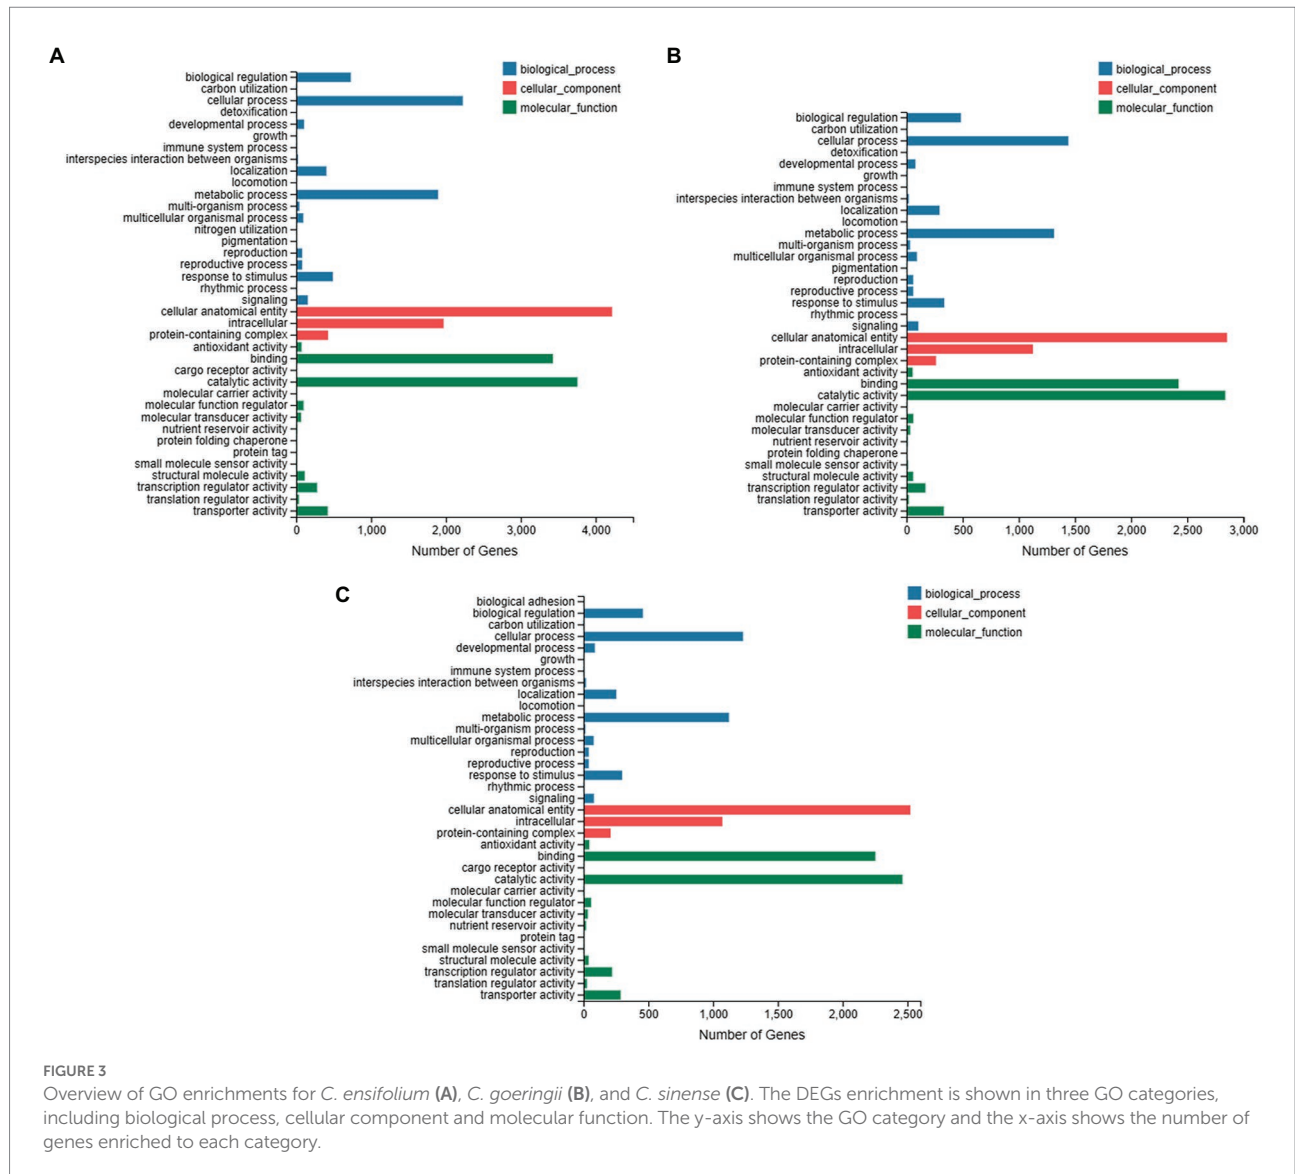 A
biological_process
cellular_component
molecular_function
biological regulation
carbon utilization
cellular process
detoxification
developmental process
growth
immune system process
interspecies interaction between organisms
localization
locomotion
metabolic process
multi-organism process
multicellular organismal process
nitrogen utilization
pigmentation
reproduction
reproductive process
response to stimulus
rhythmic process
signaling
cellular anatomical entity
intracellular
protein-containing complex
antioxidant activity
binding
cargo receptor activity
catalytic activity
molecular carrier activity
molecular function regulator
molecular transducer activity
nutrient reservoir activity
protein folding chaperone
protein tag
small molecule sensor activity
structural molecule activity
transcription regulator activity
translation regulator activity
transporter activity
0 1,000 2,000 3,000 4,000
Number of Genes
B
biological_process
cellular_component
molecular_function
biological regulation
carbon utilization
cellular process
detoxification
developmental process
growth
immune system process
interspecies interaction between organisms
localization
locomotion
metabolic process
multi-organism process
multicellular organismal process
pigmentation
reproduction
reproductive process
response to stimulus
rhythmic process
signaling
cellular anatomical entity
intracellular
protein-containing complex
antioxidant activity
binding
catalytic activity
molecular carrier activity
molecular function regulator
molecular transducer activity
nutrient reservoir activity
protein folding chaperone
small molecule sensor activity
structural molecule activity
transcription regulator activity
translation regulator activity
transporter activity
0 500 1,000 1,500 2,000 2,500 3,000
Number of Genes
C
biological_process
cellular_component
molecular_function
biological adhesion
biological regulation
carbon utilization
cellular process
developmental process
growth
immune system process
interspecies interaction between organisms
localization
locomotion
metabolic process
multi-organism process
multicellular organismal process
reproduction
reproductive process
response to stimulus
rhythmic process
signaling
cellular anatomical entity
intracellular
protein-containing complex
antioxidant activity
binding
cargo receptor activity
catalytic activity
molecular carrier activity
molecular function regulator
molecular transducer activity
nutrient reservoir activity
protein tag
small molecule sensor activity
structural molecule activity
transcription regulator activity
translation regulator activity
transporter activity
0 500 1,000 1,500 2,000 2,500
Number of Genes
FIGURE 3
Overview of GO enrichments for C. ensifolium (A), C. goeringii (B), and C. sinense (C). The DEGs enrichment is shown in three GO categories,
including biological process, cellular component and molecular function. The y-axis shows the GO category and the x-axis shows the number of
genes enriched to each category.